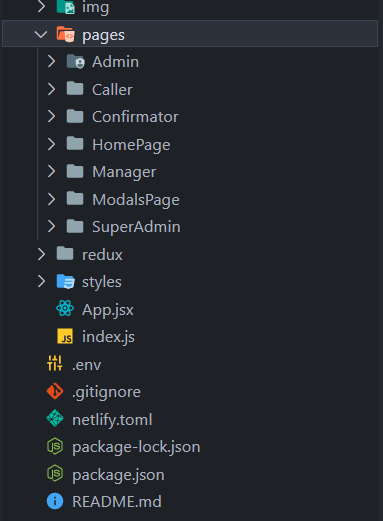 img
pages
Admin
Caller
Confirmator
HomePage
Manager
ModalsPage
SuperAdmin
redux
styles
App.jsx
JS index.js
.env
.gitignore
netlify.toml
package-lock.json
package.json
README.md